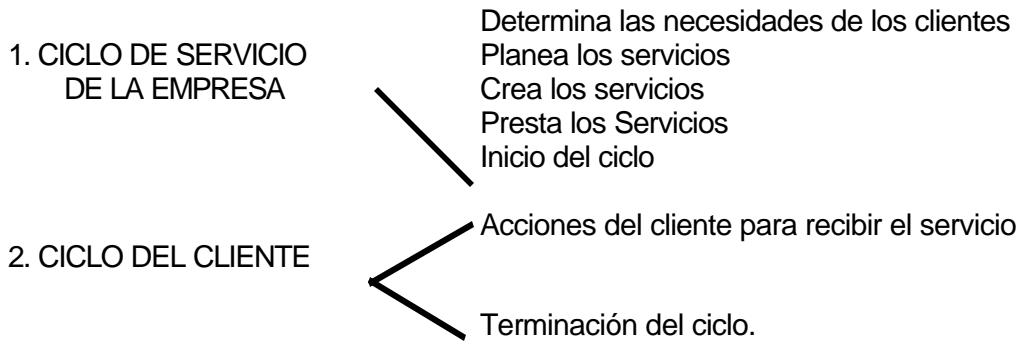 1. CICLO DE SERVICIO
DE LA EMPRESA
Determina las necesidades de los clientes
Planea los servicios
Crea los servicios
Presta los Servicios
Inicio del ciclo
2. CICLO DEL CLIENTE
Acciones del cliente para recibir el servicio
Terminación del ciclo.